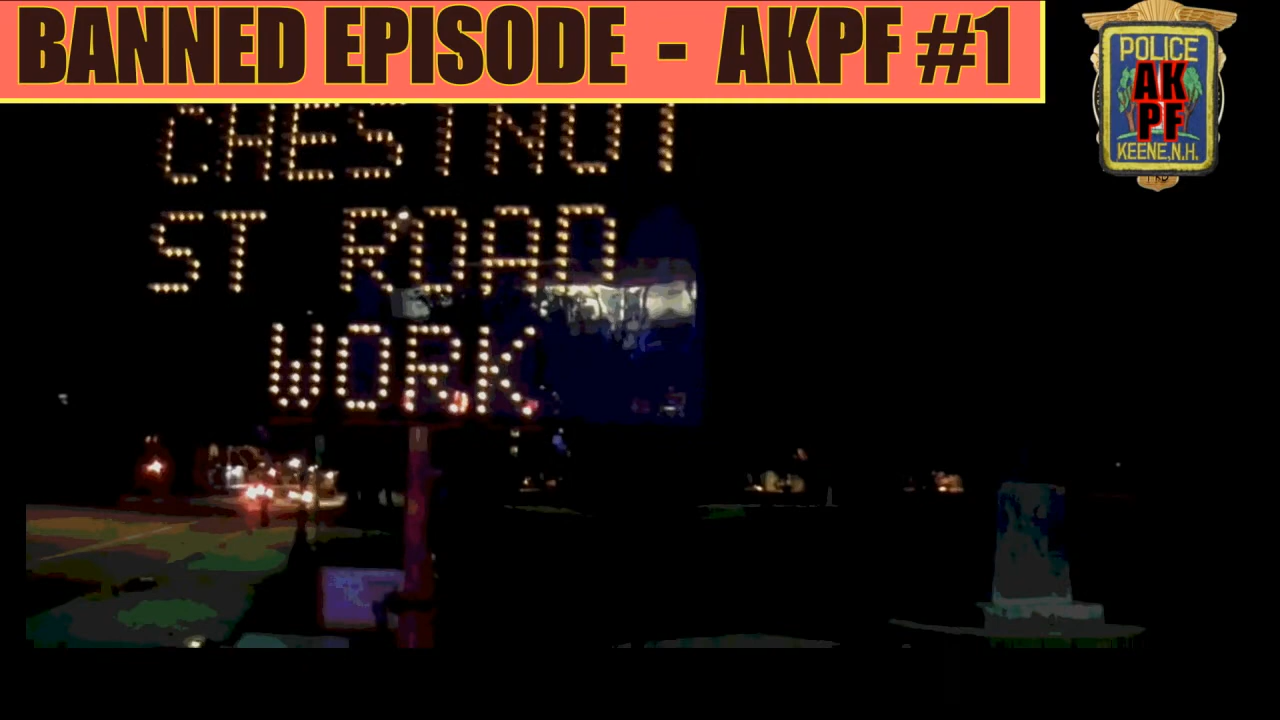 BANNED EPISODE - AKPF #1
POLICE
AK
PF
KEENE, N.H.
CHESTNUT
ST ROAD
WORK